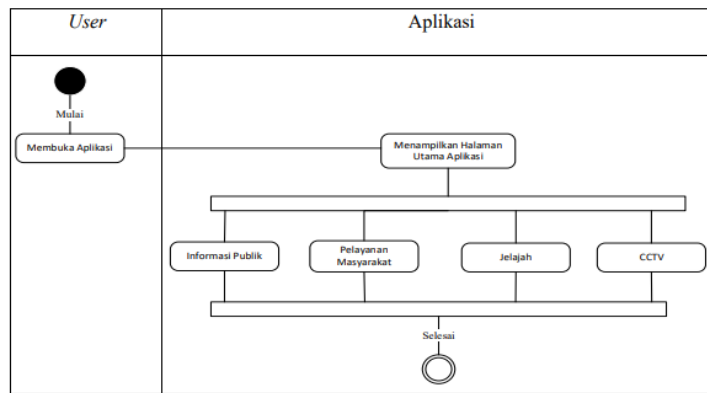 User
Aplikasi
Mulai
Membuka Aplikasi
Menampilkan Halaman
Utama Aplikasi
Informasi Publik
Pelayanan
Masyarakat
Jelajah
CCTV
Selesai